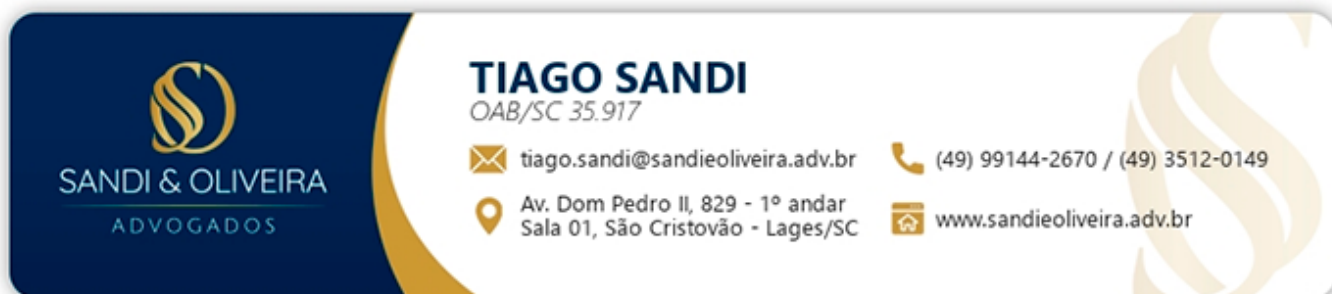 SANDI & OLIVEIRA
ADVOGADOS
TIAGO SANDI
OAB/SC 35.917
tiago.sandi@sandieoliveira.adv.br
(49) 99144-2670 / (49) 3512-0149
Av. Dom Pedro II, 829 - 1º andar
Sala 01, São Cristovão - Lages/SC
www.sandieoliveira.adv.br